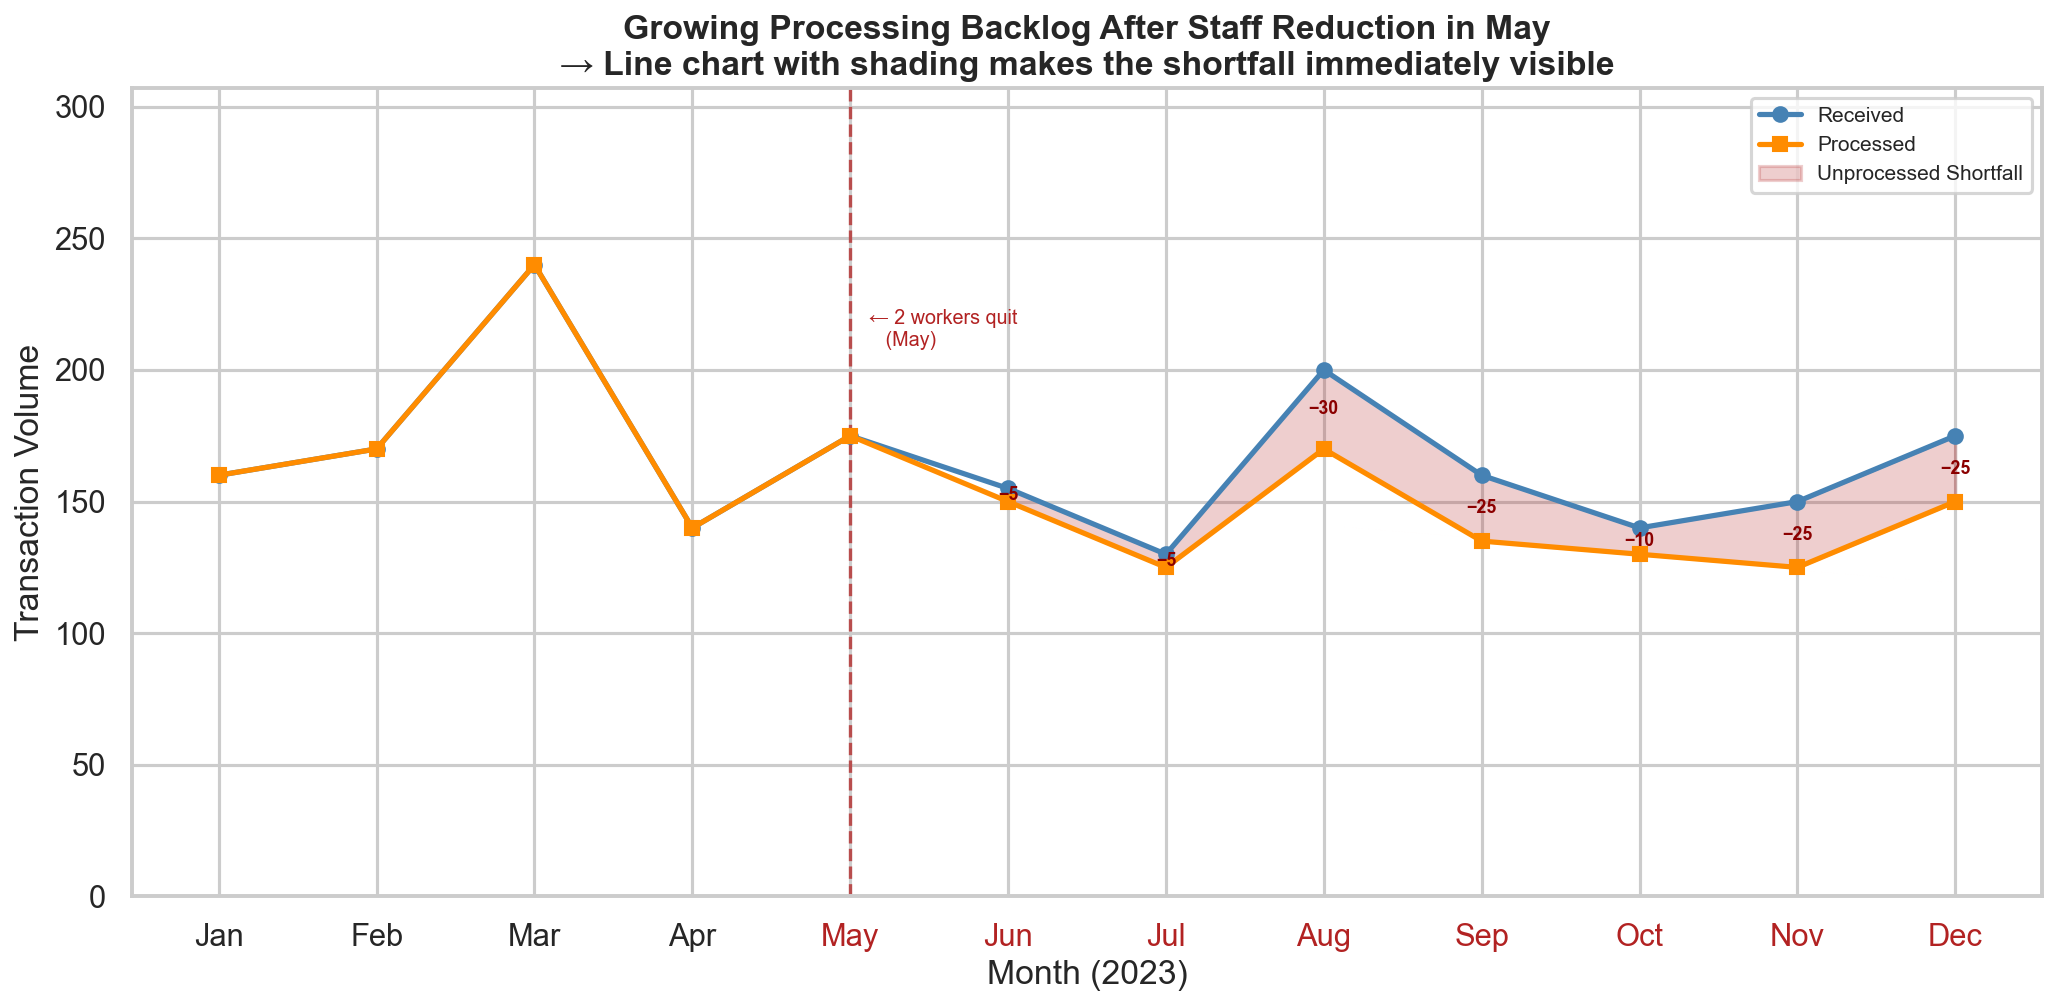 Growing Processing Backlog After Staff Reduction in May
→ Line chart with shading makes the shortfall immediately visible
300
250
200
150
100
50
0
Transaction Volume
Received
Processed
Unprocessed Shortfall
← 2 workers quit
(May)
−5
−5
−30
−25
−10
−25
−25
Jan Feb Mar Apr May Jun Jul Aug Sep Oct Nov Dec
Month (2023)